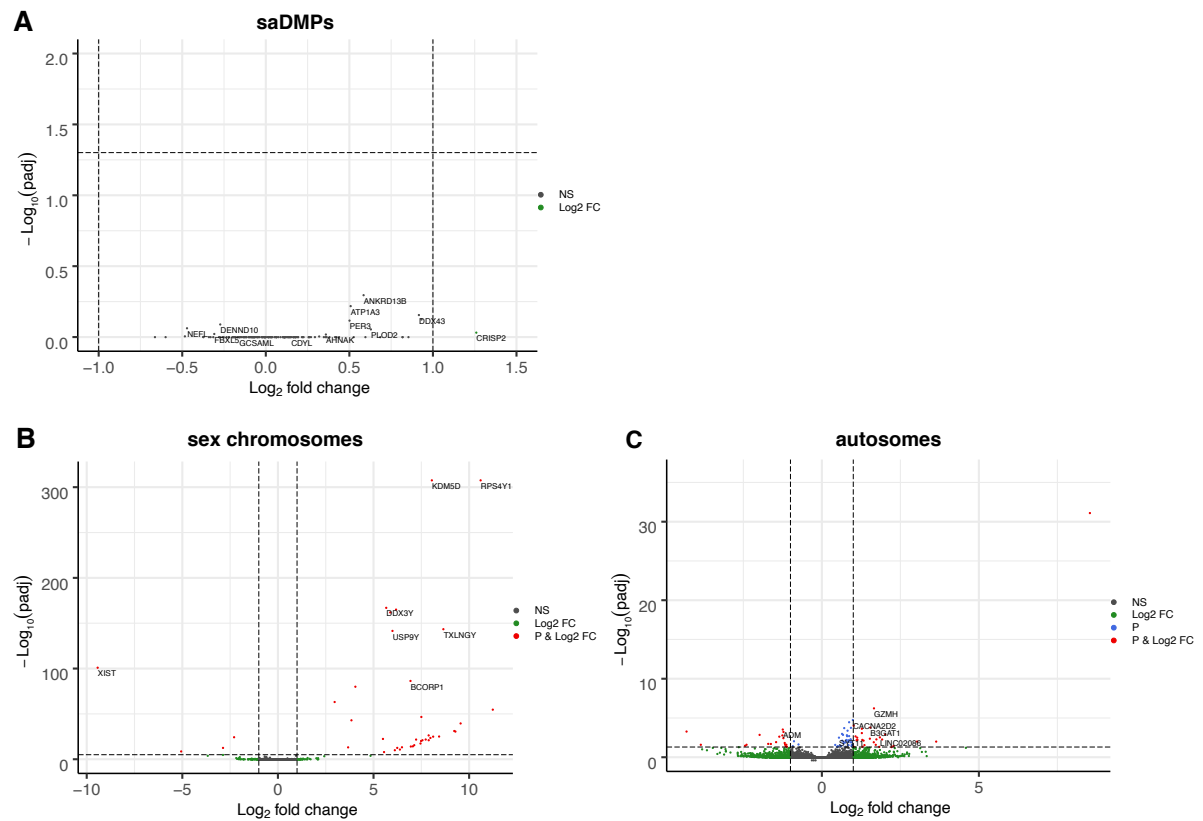 A
saDMPs
2.0
1.5
1.0
0.5
0.0
− Log10(padj)
ANKRD13B
ATP1A3
DDX43
PER3
NEFL
DENND10
PLOD2
CRISP2
FBXL5
GCSAML
CDYL
AHNAK
−1.0 −0.5 0.0 0.5 1.0 1.5
Log2 fold change
NS
Log2 FC
B
sex chromosomes
300
200
100
0
− Log10(padj)
KDM5D
RPS4Y1
DDX3Y
USP9Y
TXLNGY
XIST
BCORP1
−10 −5 0 5 10
Log2 fold change
NS
Log2 FC
P & Log2 FC
C
autosomes
30
20
10
0
− Log10(padj)
GZMH
CACNA2D2
B3GAT1
ADM
LINC02086
0 5
Log2 fold change
NS
Log2 FC
P
P & Log2 FC